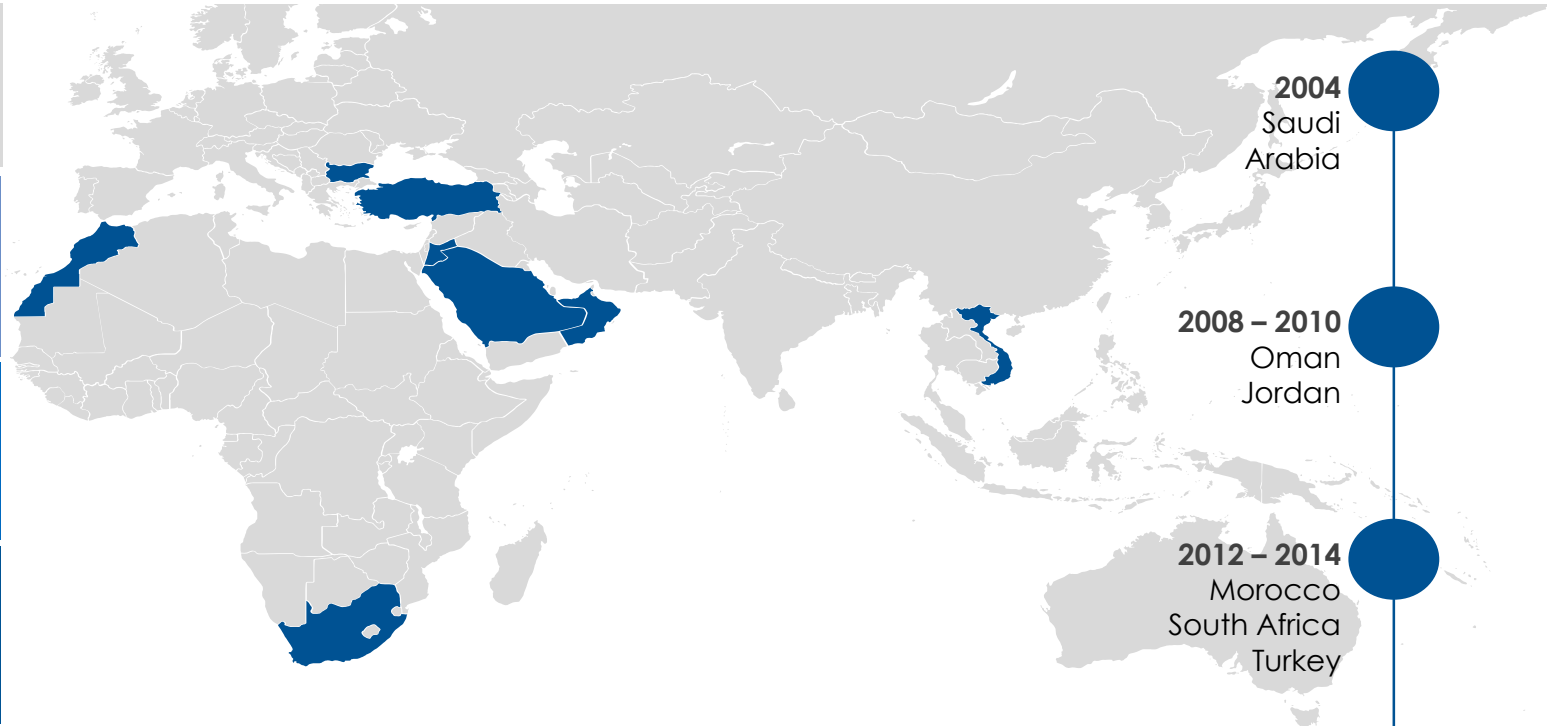 2004
Saudi
Arabia
2008 – 2010
Oman
Jordan
2012 – 2014
Morocco
South Africa
Turkey